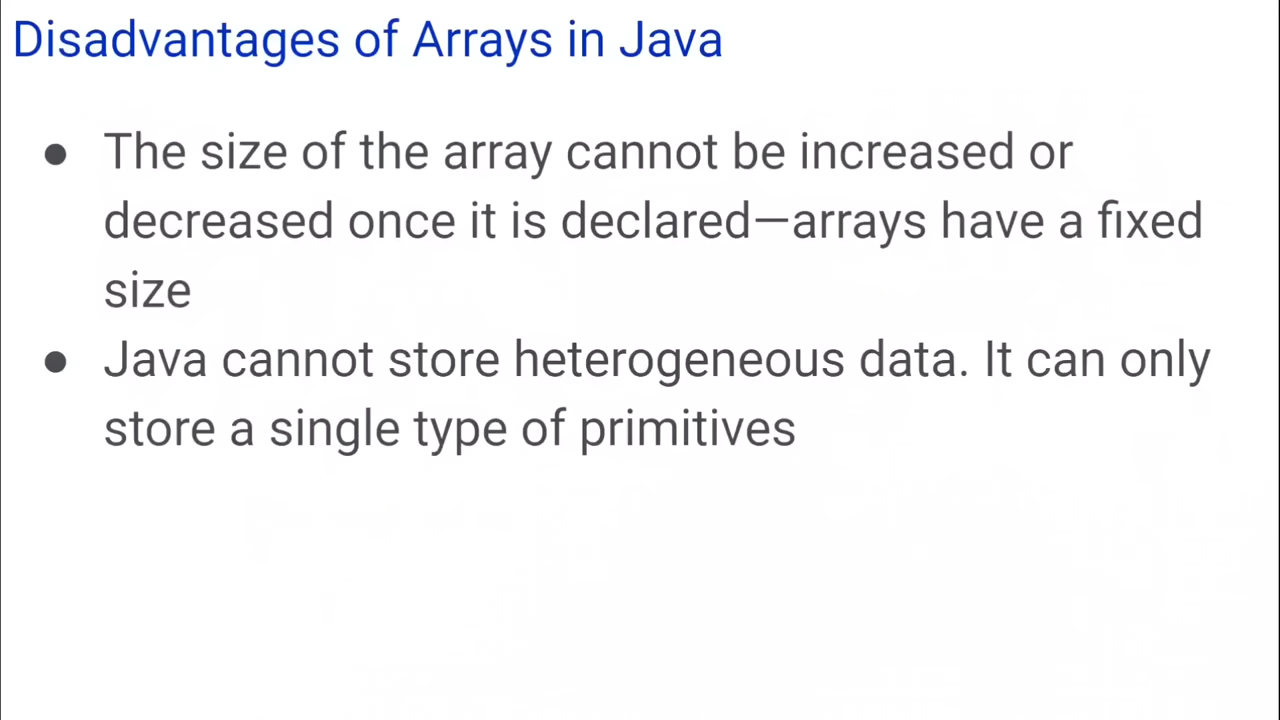 Disadvantages of Arrays in Java
● The size of the array cannot be increased or
decreased once it is declared—arrays have a fixed
size
● Java cannot store heterogeneous data. It can only
store a single type of primitives